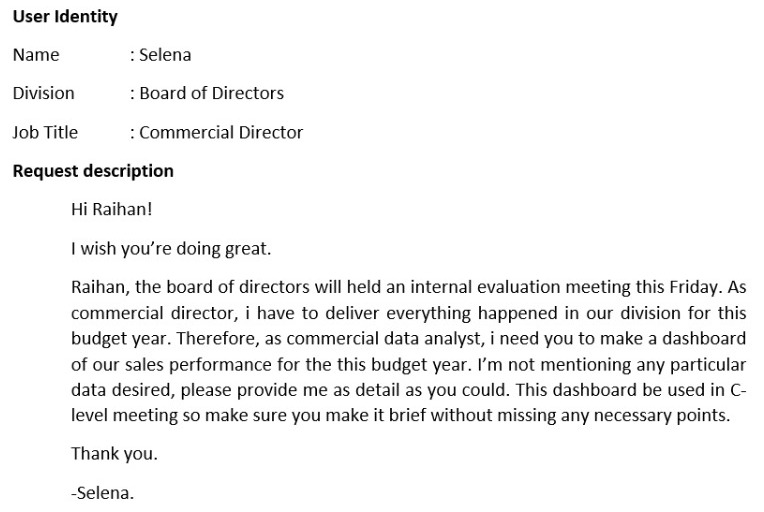 User Identity
Name : Selena
Division : Board of Directors
Job Title : Commercial Director
Request description
Hi Raihan!
I wish you’re doing great.
Raihan, the board of directors will held an internal evaluation meeting this Friday. As
commercial director, i have to deliver everything happened in our division for this
budget year. Therefore, as commercial data analyst, i need you to make a dashboard
of our sales performance for the this budget year. I’m not mentioning any particular
data desired, please provide me as detail as you could. This dashboard be used in C-
level meeting so make sure you make it brief without missing any necessary points.
Thank you.
-Selena.